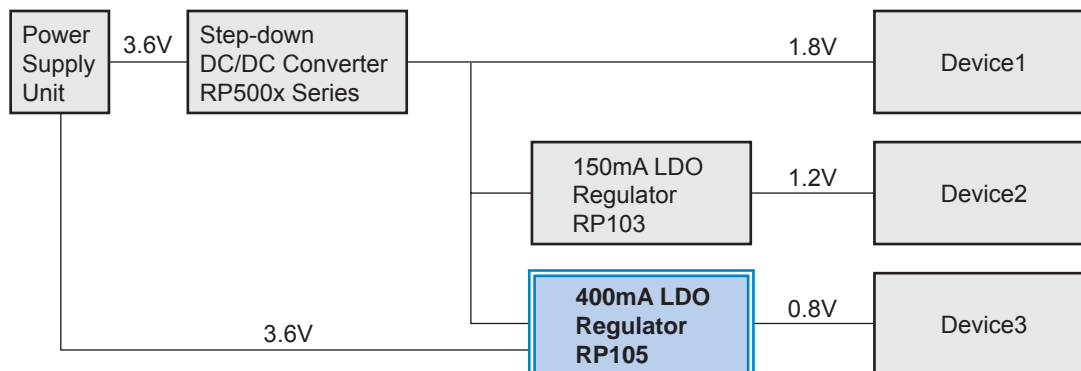 Power
Supply
Unit
3.6V
Step-down
DC/DC Converter
RP500x Series
1.8V
Device1
150mA LDO
Regulator
RP103
1.2V
Device2
400mA LDO
Regulator
RP105
0.8V
Device3
3.6V